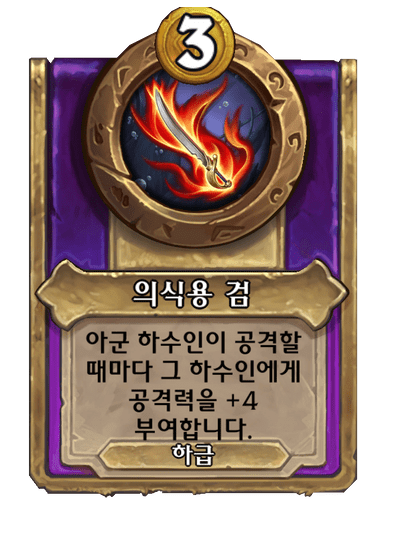 3
의식용 검
아군 하수인이 공격할
때마다 그 하수인에게
공격력을 +4
부여합니다.
하급